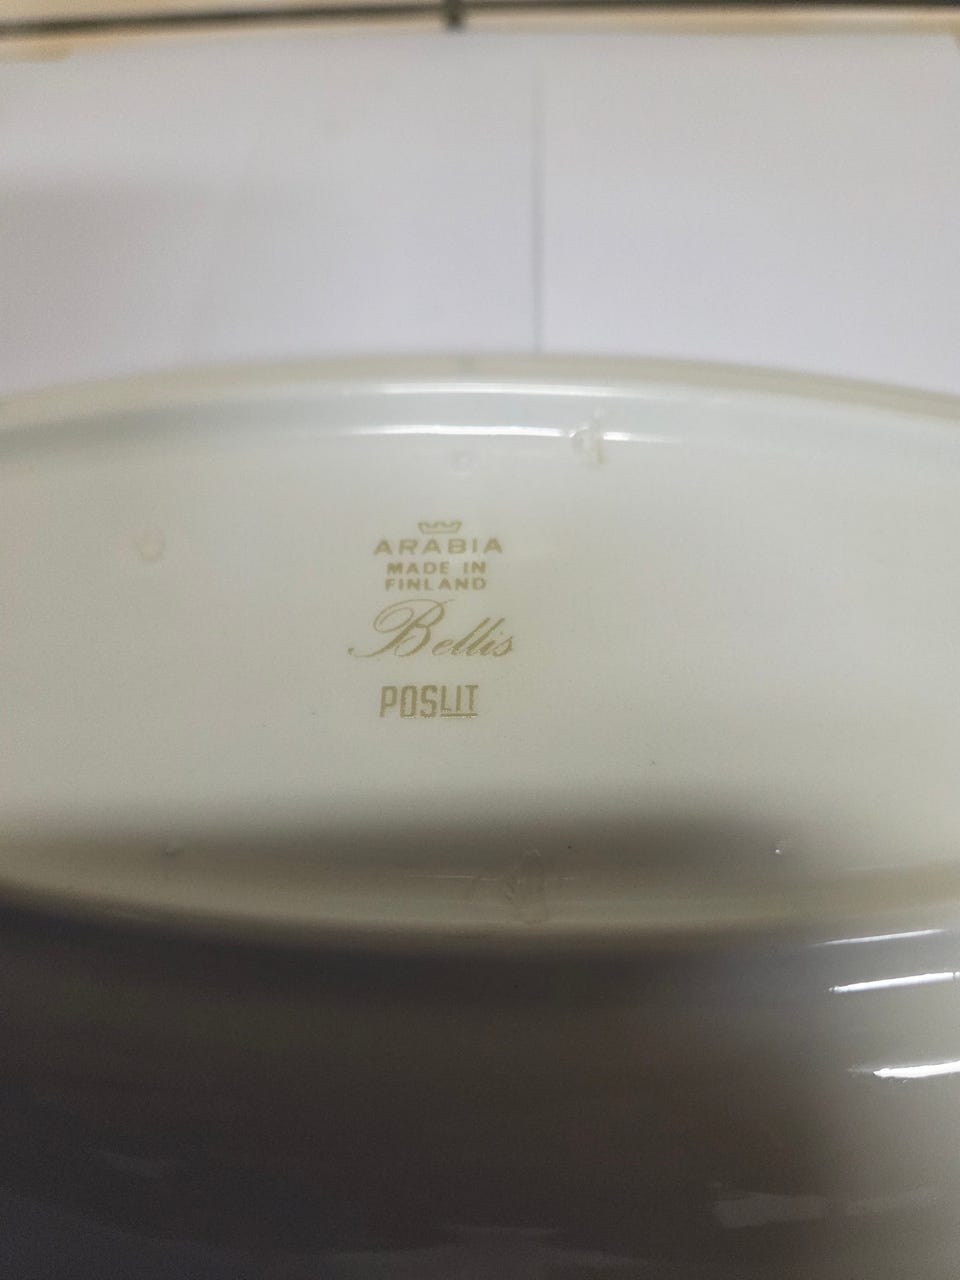 ARABIA
MADE IN
FINLAND
Bellis
POSLIT